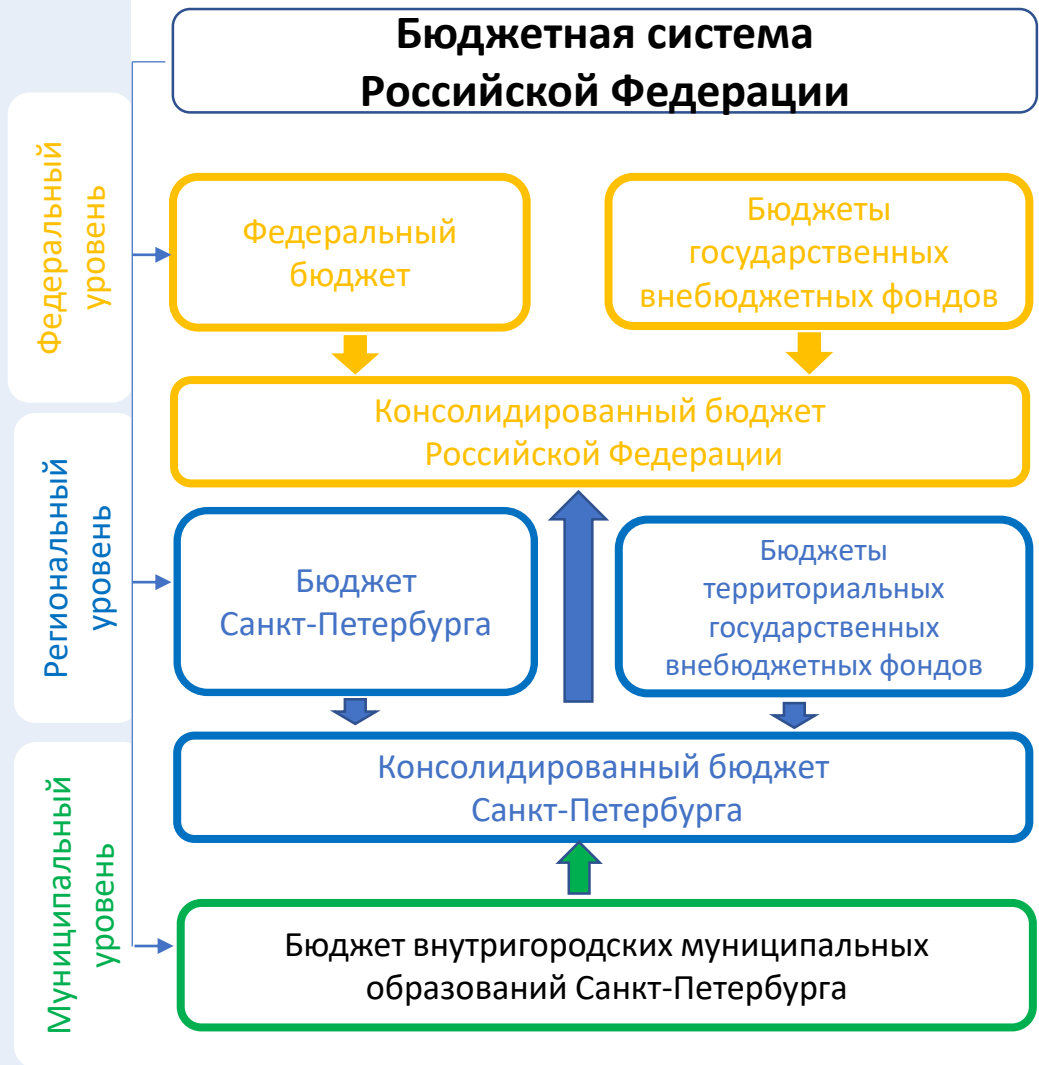 Бюджетная система
Российской Федерации
Федеральный
уровень
Федеральный
бюджет
Бюджеты
государственных
внебюджетных фондов
Консолидированный бюджет
Российской Федерации
Региональный
уровень
Бюджет
Санкт-Петербурга
Бюджеты
территориальных
государственных
внебюджетных фондов
Консолидированный бюджет
Санкт-Петербурга
Муниципальный
уровень
Бюджет внутригородских муниципальных
образований Санкт-Петербурга